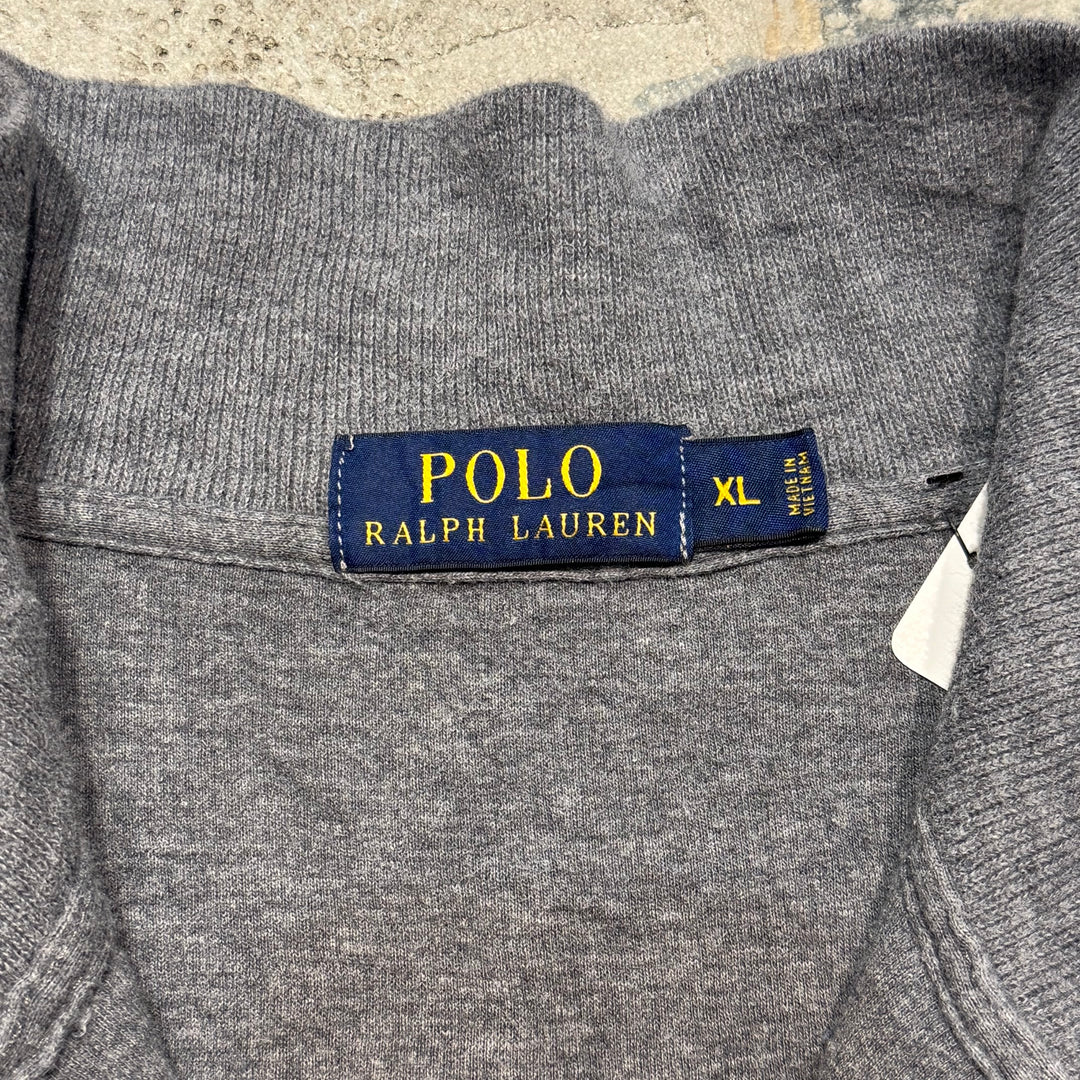 POLO
RALPH LAUREN
XL
MADE IN
VIETNAM